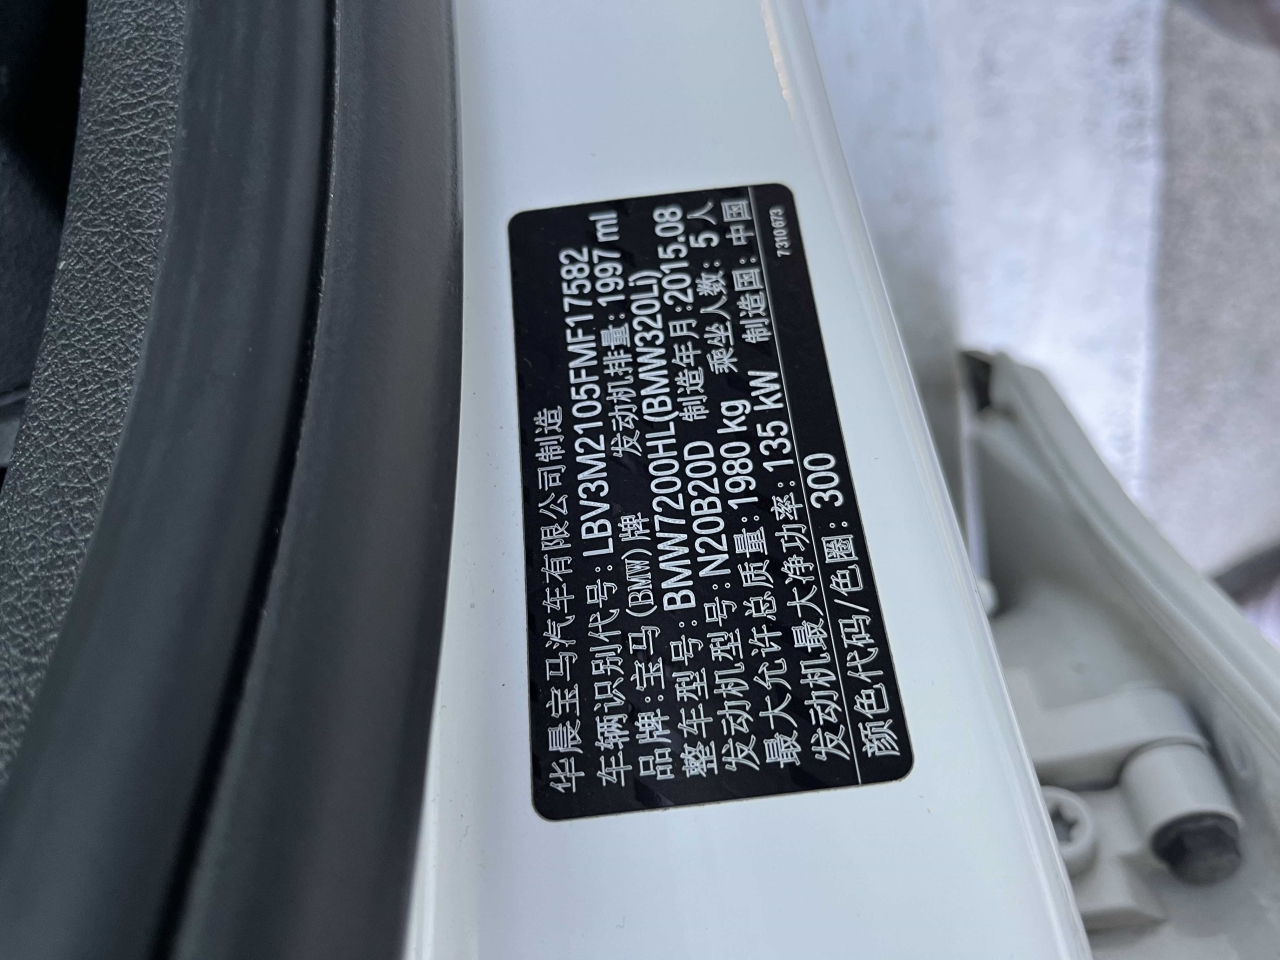 华晨宝马汽车有限公司制造
车辆识别代号:LBV3M2105FMF17582
品牌:宝马(BMW)牌 发动机排量:1997 ml
整车型号:BMW7200HL(BMW320Li)
发动机型号:N20B20D 制造年月:2015.08
最大允许总质量:1980 kg 乘坐人数: 5 人
发动机最大净功率:135 kW 制造国:中国
颜色代码/色圈: 300
7310673